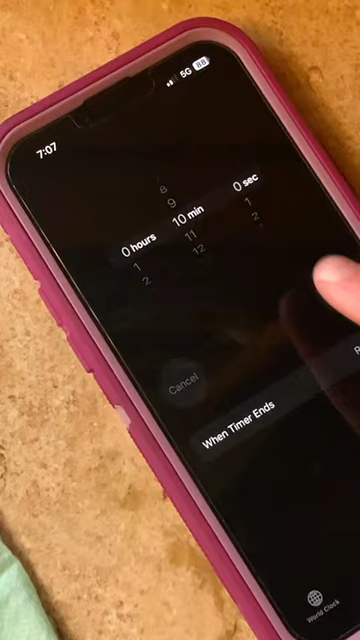 7:07
5G 88
8
9
0 hours 10 min 0 sec
1 11 1
2 12 2
Cancel
When Timer Ends
World Clock